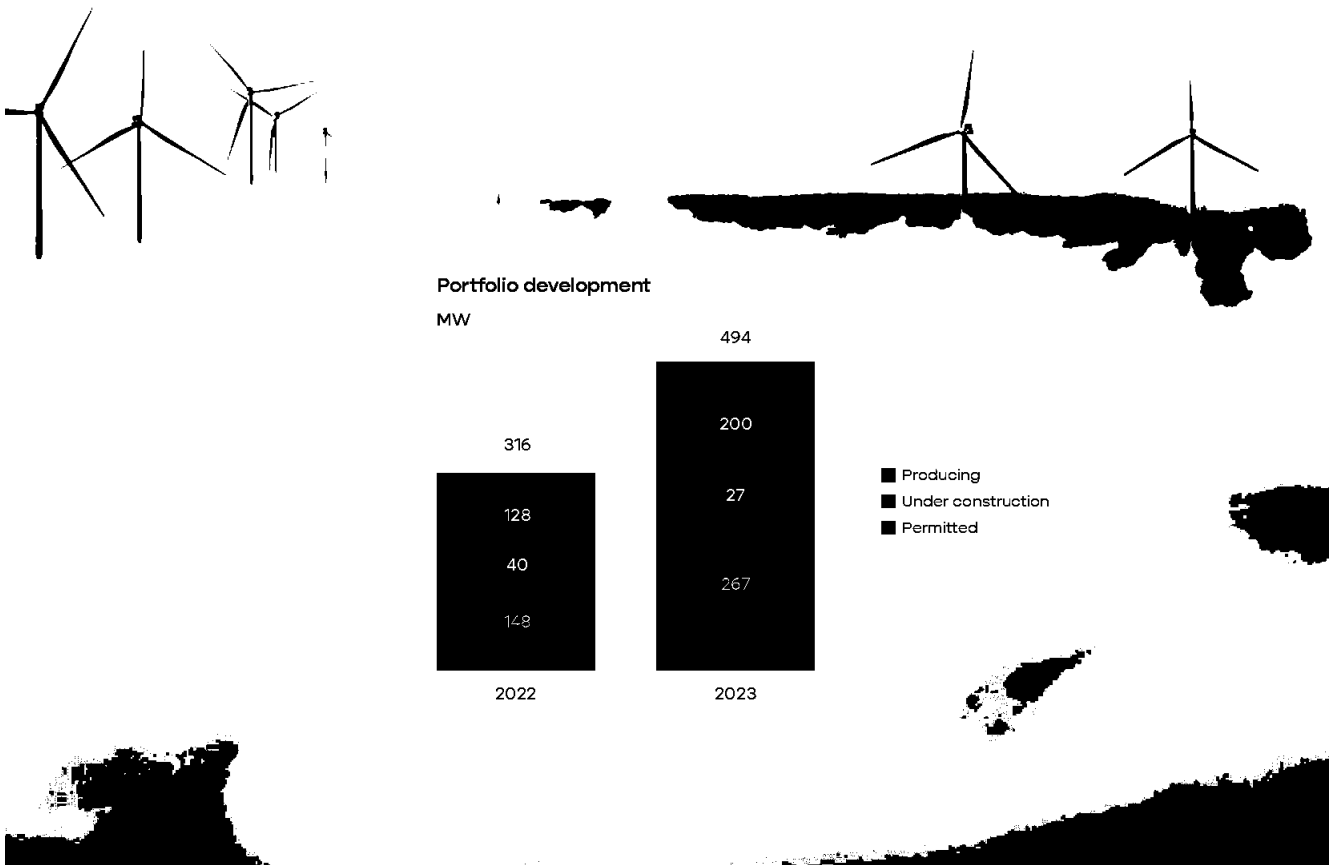 Portfolio development
MW
494
200
316
Producing
27
Under construction
128
Permitted
40
267
148
2022
2023